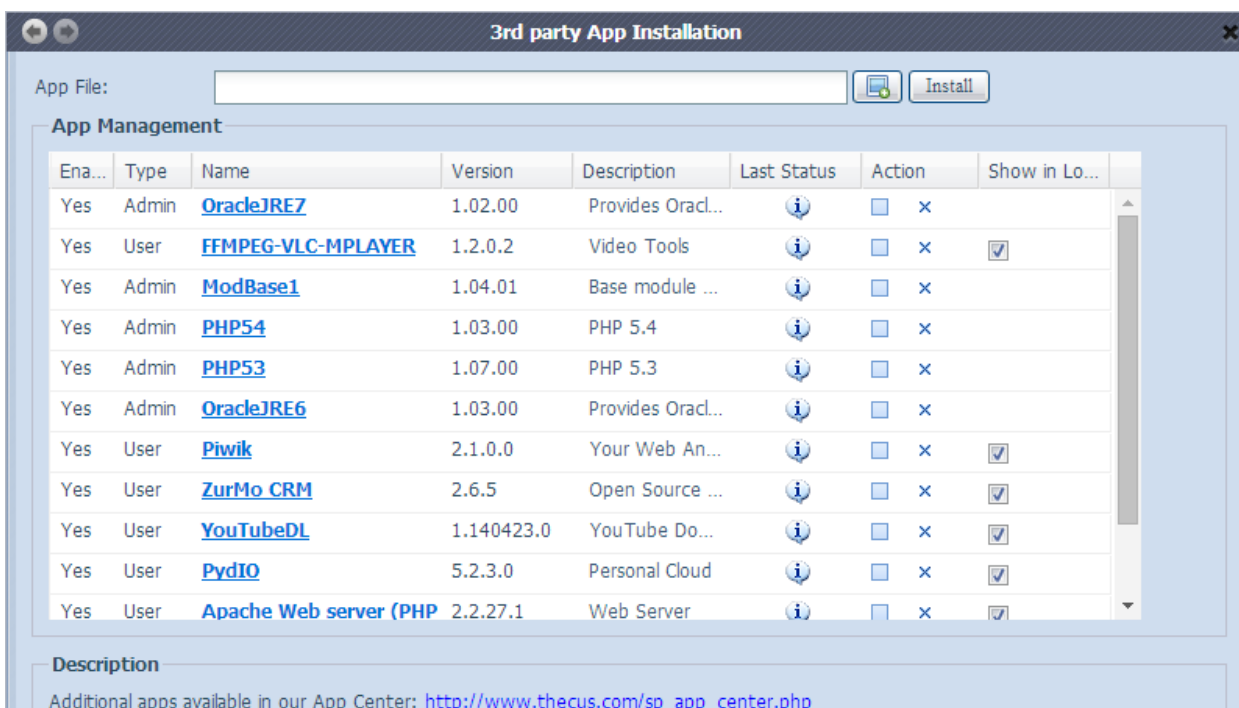 3rd party App Installation
App File: Install
App Management
Ena... Type Name Version Description Last Status Action Show in Lo...
Yes Admin OracleJRE7 1.02.00 Provides Oracl...
Yes User FFMPEG-VLC-MPLAYER 1.2.0.2 Video Tools
Yes Admin ModBase1 1.04.01 Base module ...
Yes Admin PHP54 1.03.00 PHP 5.4
Yes Admin PHP53 1.07.00 PHP 5.3
Yes Admin OracleJRE6 1.03.00 Provides Oracl...
Yes User Piwik 2.1.0.0 Your Web An...
Yes User ZurMo CRM 2.6.5 Open Source ...
Yes User YouTubeDL 1.140423.0 YouTube Do...
Yes User PydIO 5.2.3.0 Personal Cloud
Yes User Apache Web server (PHP 2.2.27.1 Web Server
Description
Additional apps available in our App Center: http://www.thecus.com/sp_app_center.php